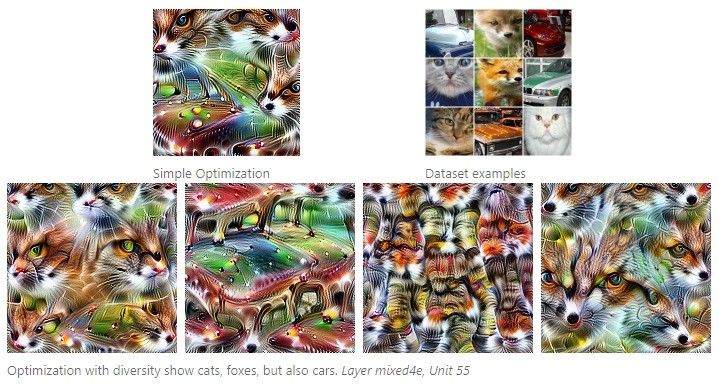 Simple Optimization
Dataset examples
Optimization with diversity show cats, foxes, but also cars. Layer mixed4e, Unit 55